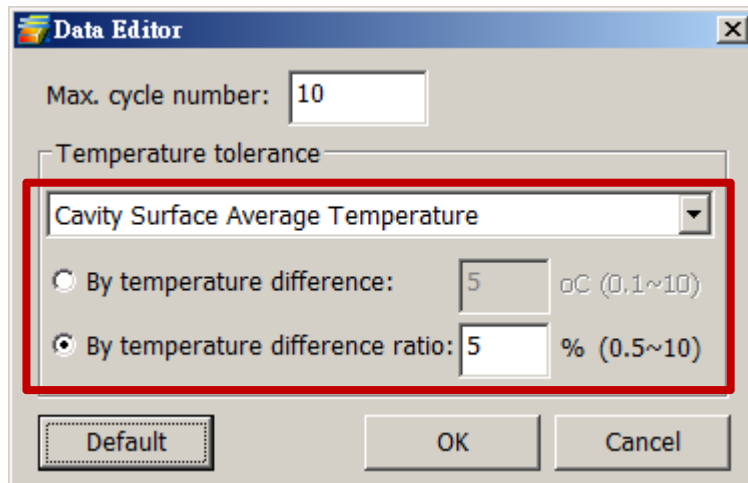 Data Editor
Max. cycle number: 10
Temperature tolerance
Cavity Surface Average Temperature
By temperature difference: 5 oC (0.1~10)
By temperature difference ratio: 5 % (0.5~10)
Default OK Cancel